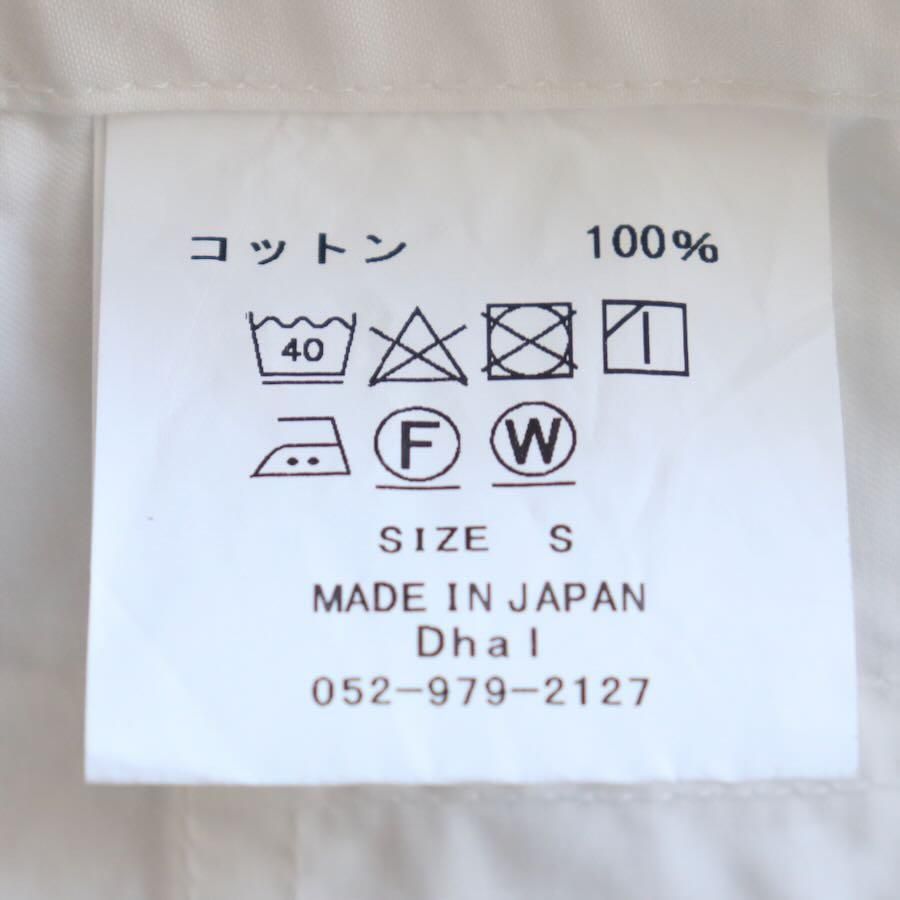 コットン 100%
40
F W
SIZE S
MADE IN JAPAN
Dhal
052-979-2127